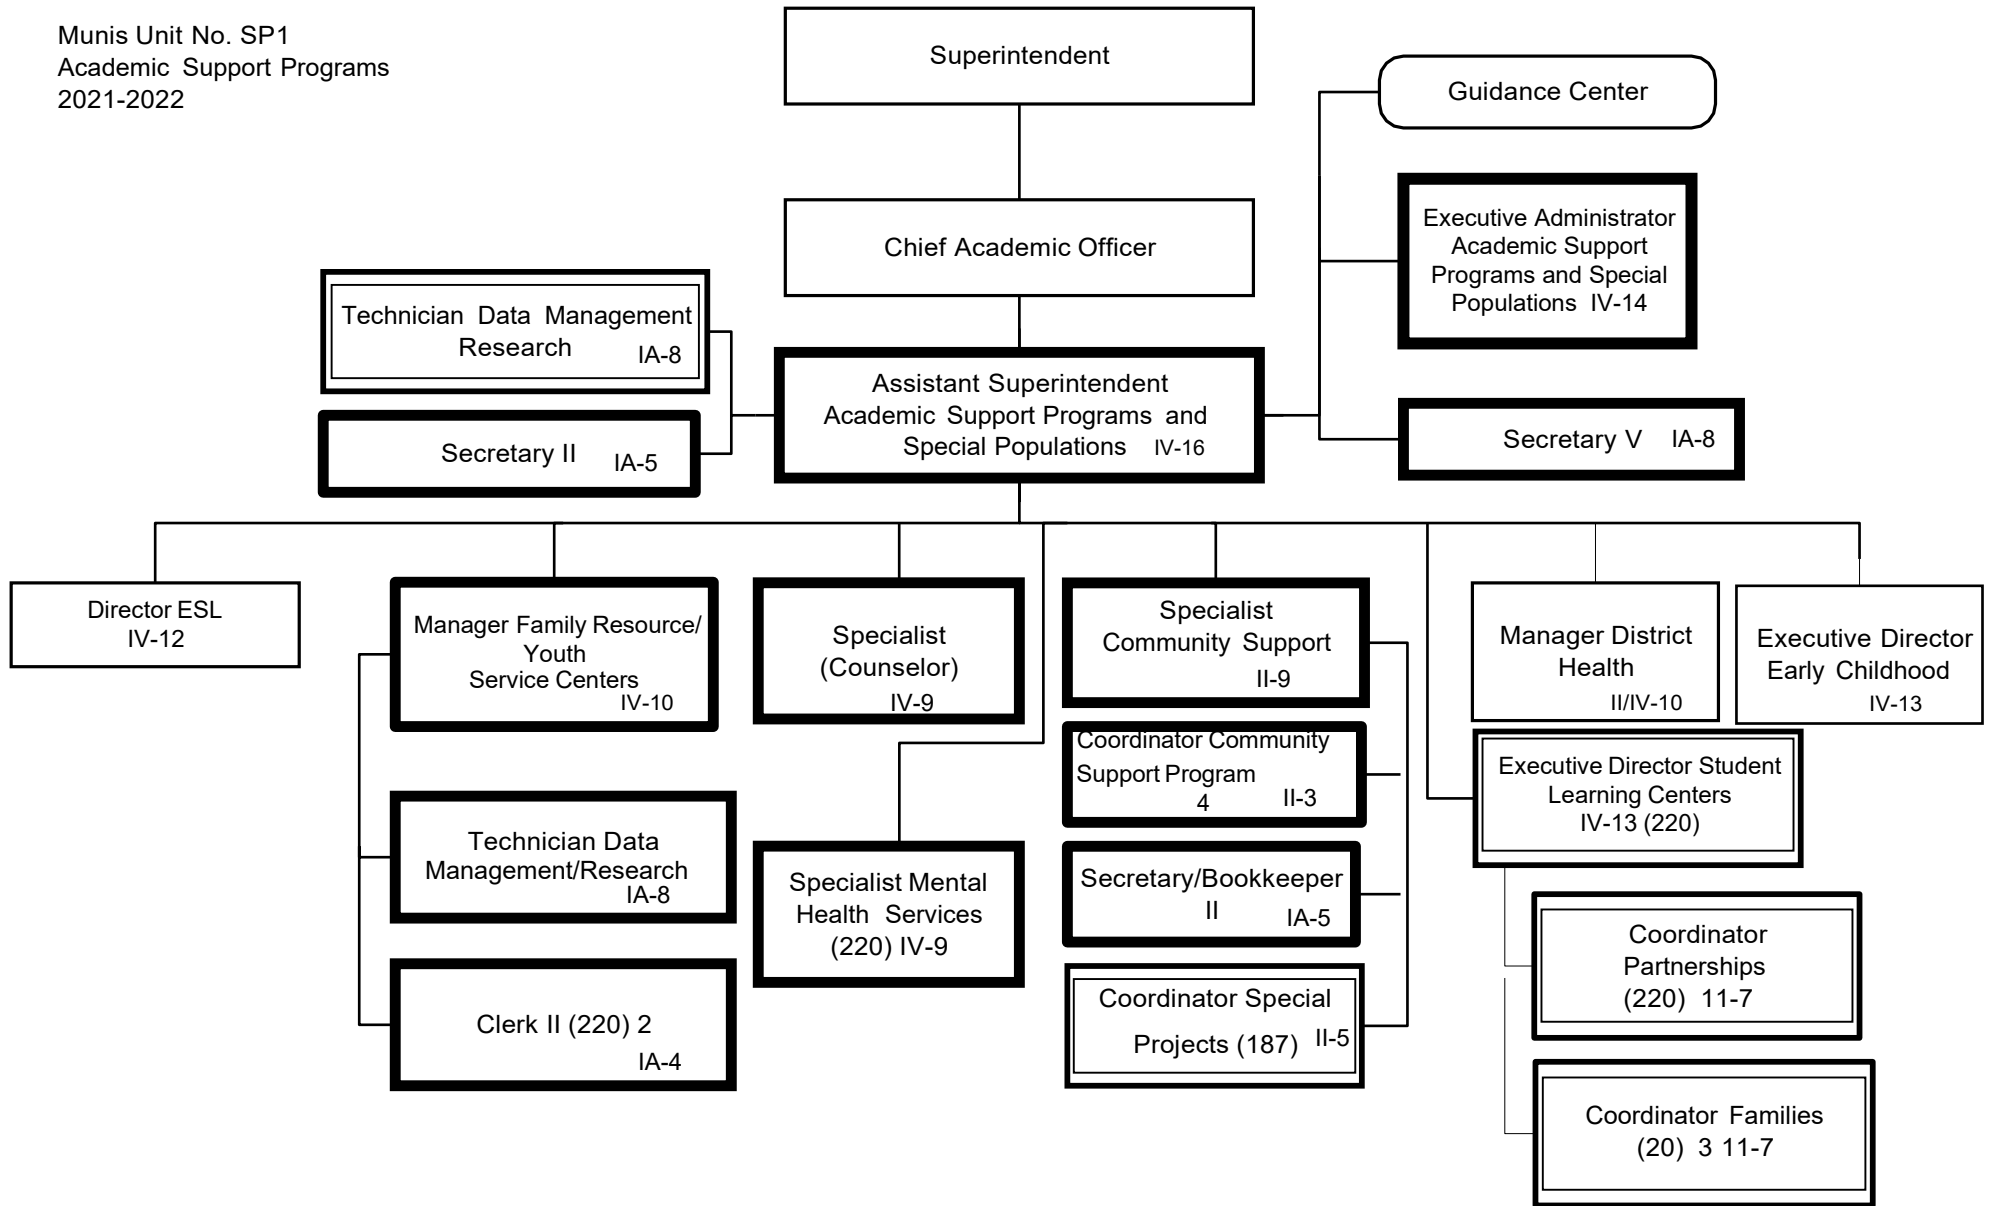 Munis Unit No. SP1
Academic Support Programs
2021-2022
Superintendent
Guidance Center
Executive Administrator
Academic Support
Programs and Special
Populations IV-14
Chief Academic Officer
Technician Data Management
Research IA-8
Assistant Superintendent
Academic Support Programs and
Special Populations IV-16
Secretary II IA-5
Secretary V IA-8
Director ESL
IV-12
Manager Family Resource/
Youth
Service Centers
IV-10
Specialist
(Counselor)
IV-9
Specialist
Community Support
II-9
Manager District
Health
II/IV-10
Executive Director
Early Childhood
IV-13
Coordinator Community
Support Program
4 II-3
Executive Director Student
Learning Centers
IV-13 (220)
Technician Data
Management/Research
IA-8
Specialist Mental
Health Services
(220) IV-9
Secretary/Bookkeeper
II IA-5
Coordinator
Partnerships
(220) 11-7
Clerk II (220) 2
IA-4
Coordinator Special
Projects (187) II-5
Coordinator Families
(20) 3 11-7